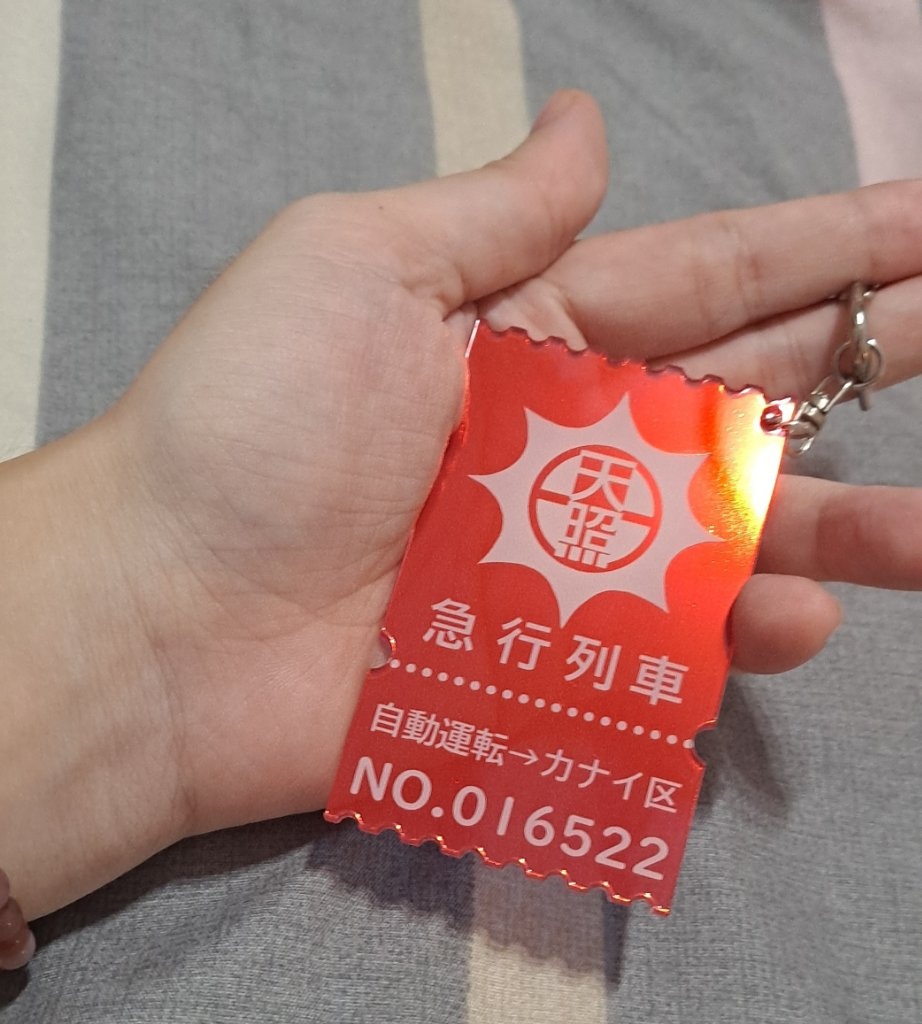 天
照
急行列車
自動運転→カナイ区
NO.016522